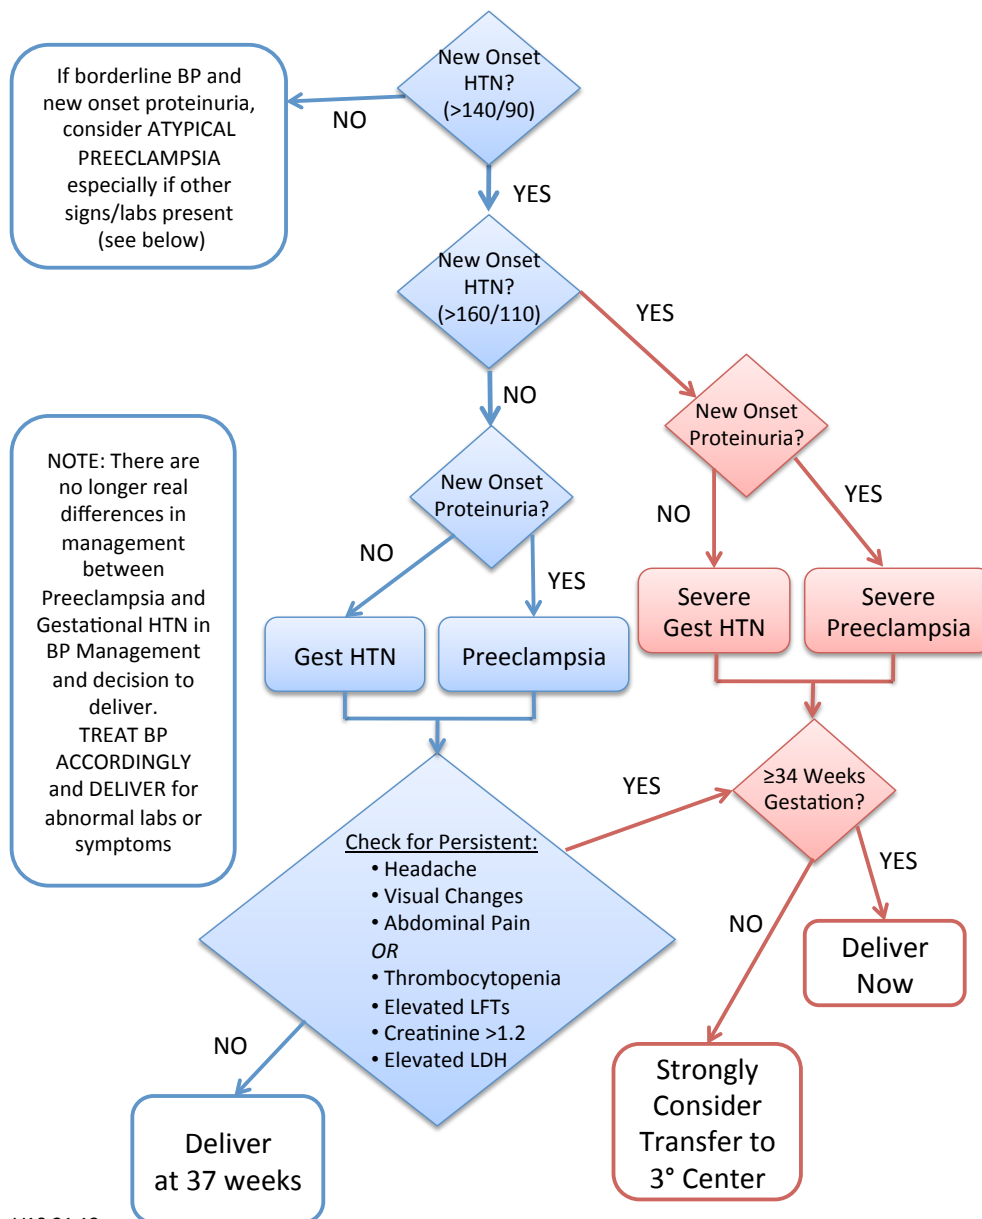 New Onset
HTN?
(>140/90)
If borderline BP and
new onset proteinuria,
consider ATYPICAL
PREECLAMPSIA
especially if other
signs/labs present
(see below)
NO
YES
New Onset
HTN?
(>160/110)
YES
NO
New Onset
Proteinuria?
New Onset
Proteinuria?
NOTE: There are
no longer real
differences in
management
between
Preeclampsia and
Gestational HTN in
BP Management
and decision to
deliver.
TREAT BP
ACCORDINGLY
and DELIVER for
abnormal labs or
symptoms
NO
YES
NO
YES
Gest HTN
Preeclampsia
Severe
Gest HTN
Severe
Preeclampsia
≥34 Weeks
Gestation?
YES
Check for Persistent:
• Headache
• Visual Changes
• Abdominal Pain
OR
• Thrombocytopenia
• Elevated LFTs
• Creatinine >1.2
• Elevated LDH
YES
NO
Deliver
Now
NO
Strongly
Consider
Transfer to
3° Center
Deliver
at 37 weeks